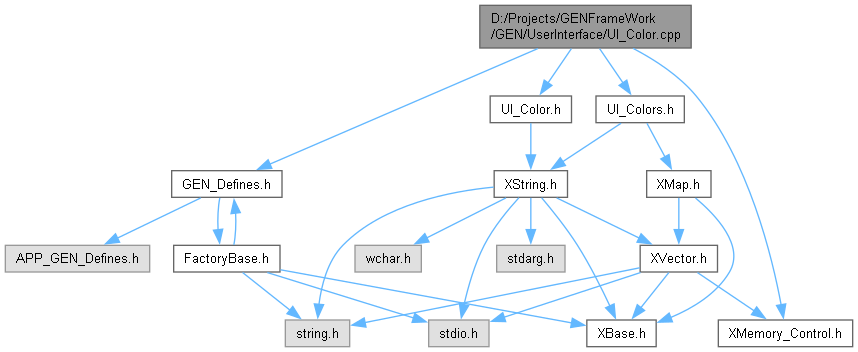 D:/Projects/GENFrameWork
/GEN/UserInterface/UI_Color.cpp
UI_Color.h
UI_Colors.h
GEN_Defines.h
XString.h
XMap.h
APP_GEN_Defines.h
FactoryBase.h
wchar.h
stdarg.h
XVector.h
string.h
stdio.h
XBase.h
XMemory_Control.h